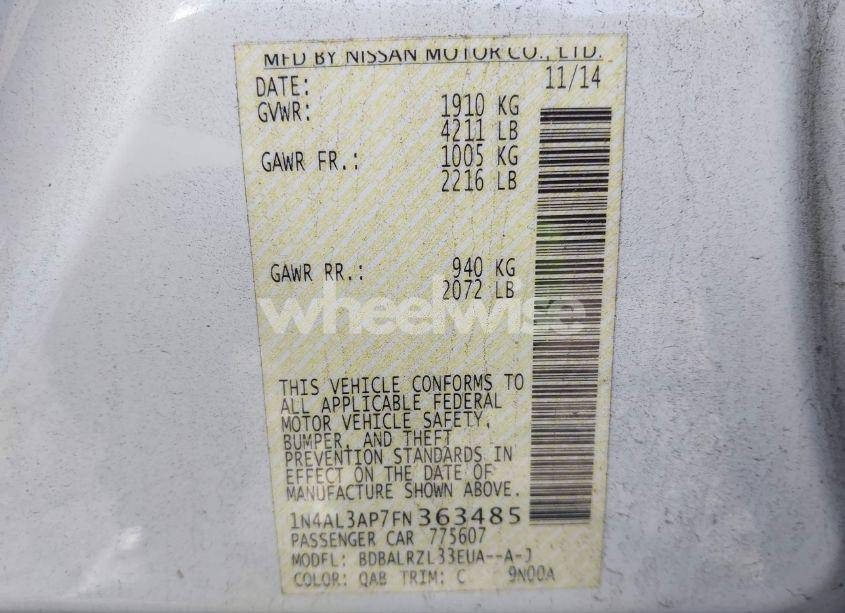 MFD BY NISSAN MOTOR CO., LTD.
DATE: 11/14
GVWR: 1910 KG
4211 LB
GAWR FR.: 1005 KG
2216 LB
GAWR RR.: 940 KG
2072 LB
wheelwise
THIS VEHICLE CONFORMS TO
ALL APPLICABLE FEDERAL
MOTOR VEHICLE SAFETY,
BUMPER, AND THEFT
PREVENTION STANDARDS IN
EFFECT ON THE DATE OF
MANUFACTURE SHOWN ABOVE.
1N4AL3AP7FN363485
PASSENGER CAR 775607
MODEL: BDBALRZL33EUA--A-J
COLOR: QAB TRIM: C 9N00A